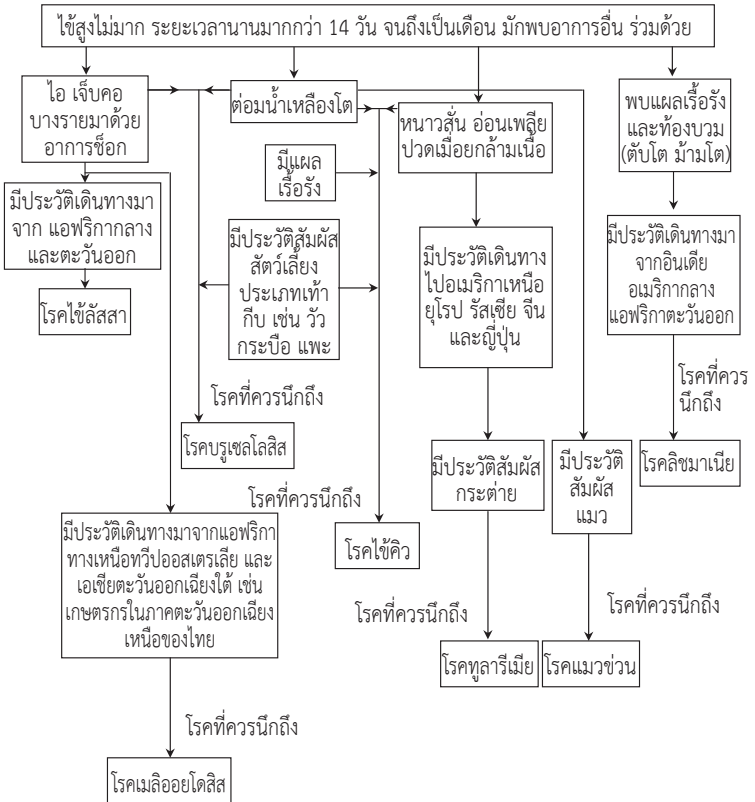 ไข้สูงไม่มาก ระยะเวลานานมากกว่า 14 วัน จนถึงเป็นเดือน มักพบอาการอื่น ร่วมด้วย
ไอ เจ็บคอ
บางรายมาด้วย
อาการช็อก
ต่อมน้ำเหลืองโต
หนาวสั่น อ่อนเพลีย
ปวดเมื่อยกล้ามเนื้อ
พบแผลเรื้อรัง
และท้องบวม
(ตับโต ม้ามโต)
มีแผล
เรื้อรัง
มีประวัติเดินทางมา
จาก แอฟริกากลาง
และตะวันออก
มีประวัติสัมผัส
สัตว์เลี้ยง
ประเภทเท้า
กีบ เช่น วัว
กระบือ แพะ
มีประวัติเดินทาง
ไปอเมริกาเหนือ
ยุโรป รัสเซีย จีน
และญี่ปุ่น
มีประวัติเดินทางมา
จากอินเดีย
อเมริกากลาง
แอฟริกาตะวันออก
โรคไข้ลัสสา
โรคที่ควรนึกถึง
โรคที่ควร
นึกถึง
โรคบรูเซลโลสิส
มีประวัติสัมผัส
กระต่าย
มีประวัติ
สัมผัส
แมว
โรคลิชมาเนีย
โรคที่ควรนึกถึง
โรคไข้คิว
มีประวัติเดินทางมาจากแอฟริกา
ทางเหนือทวีปออสเตรเลีย และ
เอเชียตะวันออกเฉียงใต้ เช่น
เกษตรกรในภาคตะวันออกเฉียง
เหนือของไทย
โรคที่ควรนึกถึง
โรคที่ควรนึกถึง
โรคทูลารีเมีย
โรคแมวข่วน
โรคที่ควรนึกถึง
โรคเมลิออยโดสิส